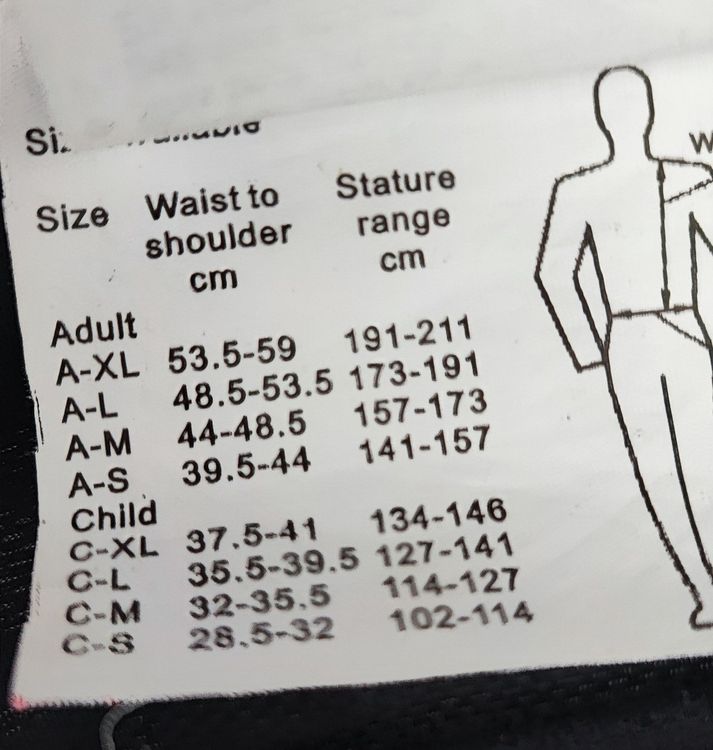 Size Waist to shoulder cm Stature range cm
Adult
A-XL 53.5-59 191-211
A-L 48.5-53.5 173-191
A-M 44-48.5 157-173
A-S 39.5-44 141-157
Child
C-XL 37.5-41 134-146
C-L 35.5-39.5 127-141
C-M 32-35.5 114-127
C-S 28.5-32 102-114